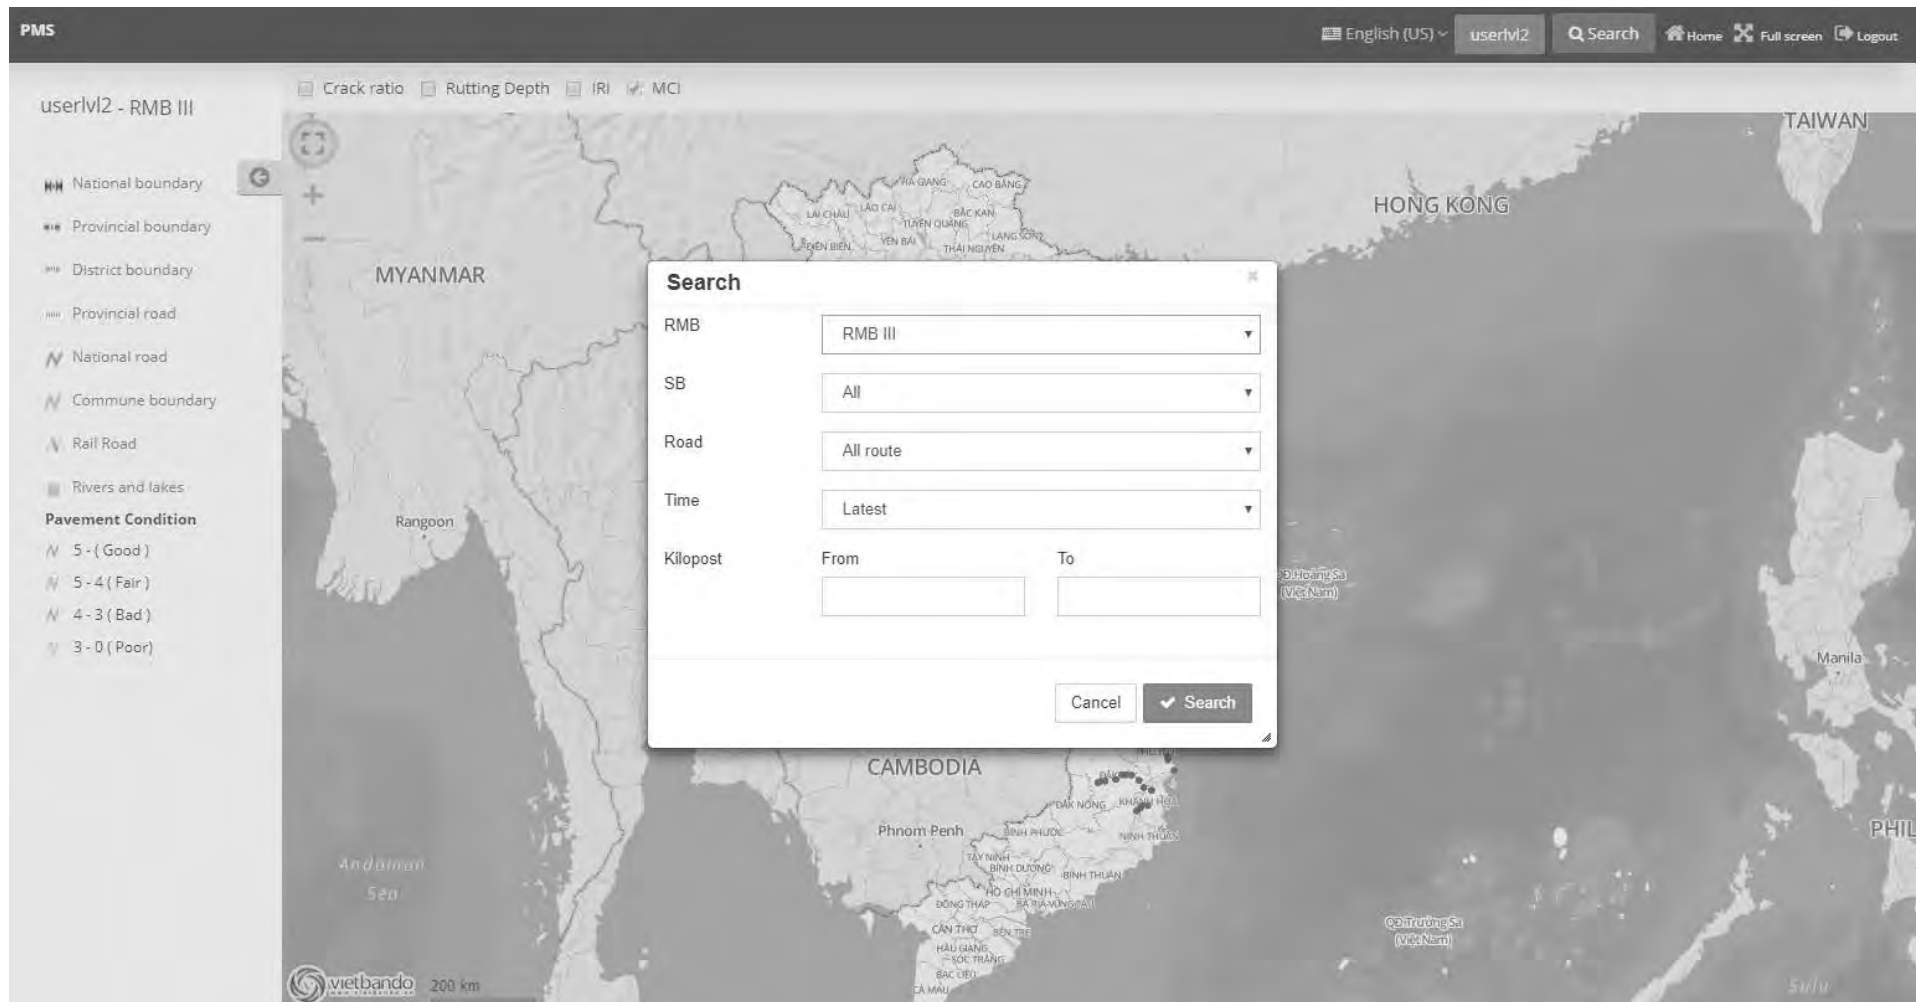 PMS
English (US)
userlvl2
Search
Home
Full screen
Logout
userlvl2 - RMB III
Crack ratio
Rutting Depth
IRI
MCI
National boundary
Provincial boundary
District boundary
Provincial road
National road
Commune boundary
Rail Road
Rivers and lakes
Pavement Condition
5 - ( Good )
5 - 4 ( Fair )
4 - 3 ( Bad )
3 - 0 ( Poor)
TAIWAN
HONG KONG
MYANMAR
HÀ GIANG
CAO BẰNG
LAI CHÂU
LÀO CAI
BẮC KẠN
TUYÊN QUANG
LẠNG SƠN
ĐIỆN BIÊN
YÊN BÁI
THÁI NGUYÊN
Search
RMB
RMB III
SB
All
Road
All route
Time
Latest
Kilopost
From
To
Cancel
Search
Rangoon
QĐ.Hoàng Sa
(Việt Nam)
Manila
CAMBODIA
ĐẮK NÔNG
KHÁNH HÒA
Phnom Penh
BÌNH PHƯỚC
NINH THUẬN
TÂY NINH
BÌNH DƯƠNG
BÌNH THUẬN
HỒ CHÍ MINH
ĐỒNG THÁP
BÀ RỊA-VŨNG TÀU
CẦN THƠ
BẾN TRE
HẬU GIANG
SÓC TRĂNG
BẠC LIÊU
CÀ MAU
PHIL
Andaman
Sea
QĐ.Trường Sa
(Việt Nam)
Sulu
vietbando
200 km